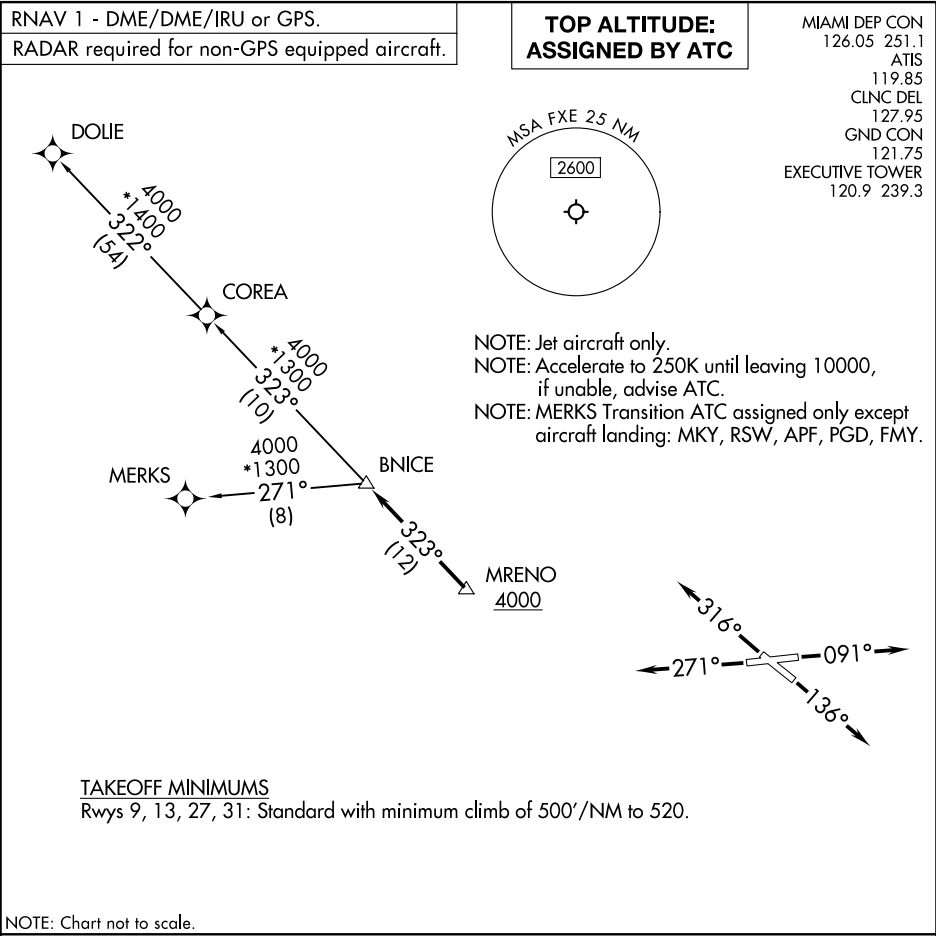 RNAV 1 - DME/DME/IRU or GPS.
RADAR required for non-GPS equipped aircraft.
TOP ALTITUDE:
ASSIGNED BY ATC
MIAMI DEP CON
126.05 251.1
ATIS
119.85
CLNC DEL
127.95
GND CON
121.75
EXECUTIVE TOWER
120.9 239.3
MSA FXE 25 NM
2600
DOLIE
4000
*1400
322°
(54)
COREA
4000
*1300
323°
(10)
NOTE: Jet aircraft only.
NOTE: Accelerate to 250K until leaving 10000,
if unable, advise ATC.
NOTE: MERKS Transition ATC assigned only except
aircraft landing: MKY, RSW, APF, PGD, FMY.
MERKS
4000
*1300
271°
(8)
BNICE
323°
(12)
MRENO
4000
316°
271°
091°
136°
TAKEOFF MINIMUMS
Rwys 9, 13, 27, 31: Standard with minimum climb of 500'/NM to 520.
NOTE: Chart not to scale.